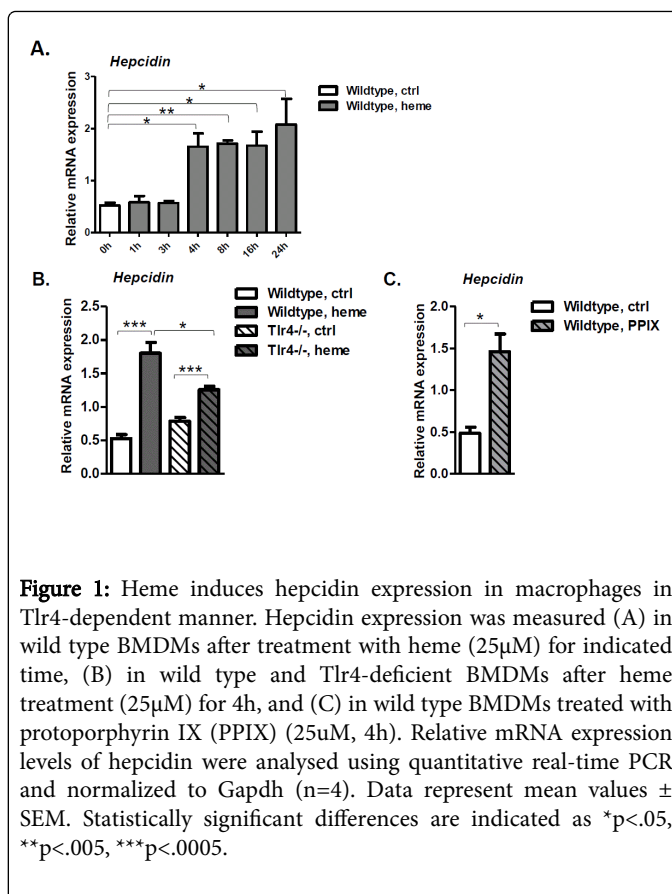 A.
Hepcidin
Relative mRNA expression
3
2
1
0
*
*
**
*
0h 1h 3h 4h 8h 16h 24h
Wildtype, ctrl
Wildtype, heme
B.
Hepcidin
Relative mRNA expression
2.5
2.0
1.5
1.0
0.5
0.0
*** *
***
Wildtype, ctrl
Wildtype, heme
Tlr4-/-, ctrl
Tlr4-/-, heme
C.
Hepcidin
Relative mRNA expression
2.0
1.5
1.0
0.5
0.0
*
Wildtype, ctrl
Wildtype, PPIX
Figure 1: Heme induces hepcidin expression in macrophages in
Tlr4-dependent manner. Hepcidin expression was measured (A) in
wild type BMDMs after treatment with heme (25µM) for indicated
time, (B) in wild type and Tlr4-deficient BMDMs after heme
treatment (25µM) for 4h, and (C) in wild type BMDMs treated with
protoporphyrin IX (PPIX) (25uM, 4h). Relative mRNA expression
levels of hepcidin were analysed using quantitative real-time PCR
and normalized to Gapdh (n=4). Data represent mean values ±
SEM. Statistically significant differences are indicated as *p<.05,
**p<.005, ***p<.0005.